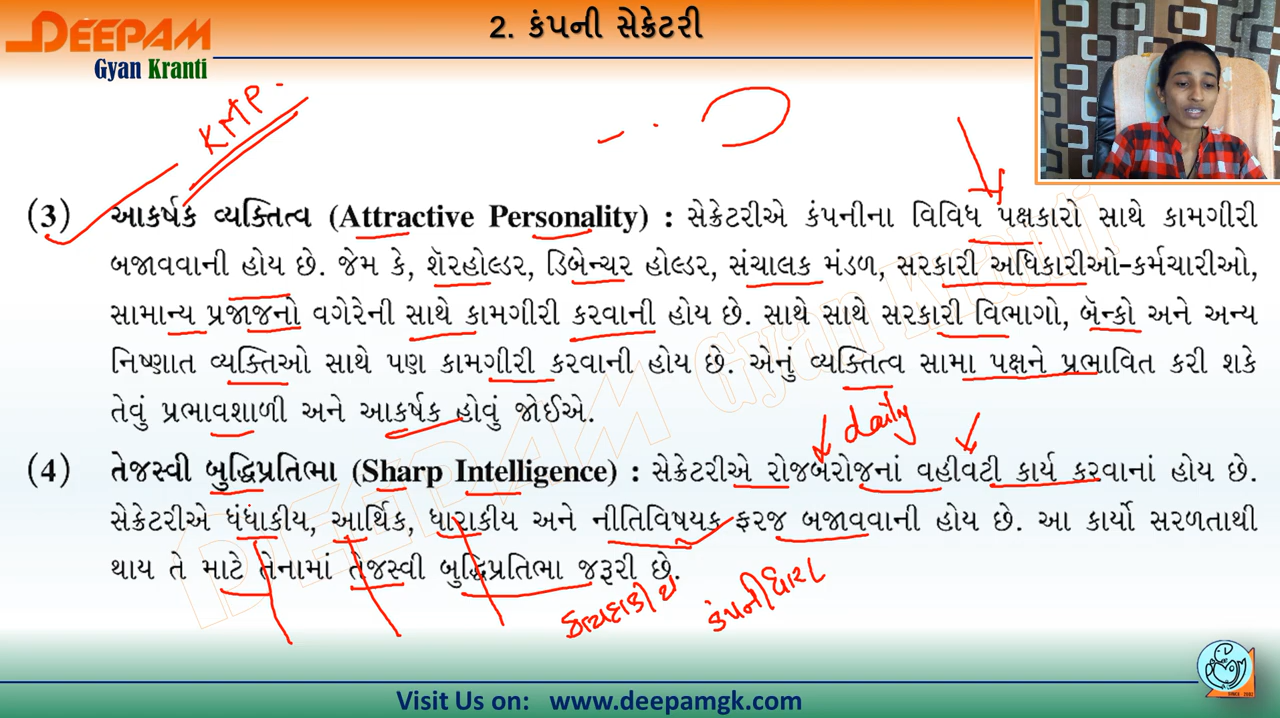 DEEPAM
Gyan Kranti
2. કંપની સેક્રેટરી
KMP.
(3) આકર્ષક વ્યક્તિત્વ (Attractive Personality) : સેક્રેટરીએ કંપનીના વિવિધ પક્ષકારો સાથે કામગીરી
બજાવવાની હોય છે. જેમ કે, શૅરહોલ્ડર, ડિબેન્ચર હોલ્ડર, સંચાલક મંડળ, સરકારી અધિકારીઓ-કર્મચારીઓ,
સામાન્ય પ્રજાજનો વગેરેની સાથે કામગીરી કરવાની હોય છે. સાથે સાથે સરકારી વિભાગો, બૅન્કો અને અન્ય
નિષ્ણાત વ્યક્તિઓ સાથે પણ કામગીરી કરવાની હોય છે. એનું વ્યક્તિત્વ સામા પક્ષને પ્રભાવિત કરી શકે
તેવું પ્રભાવશાળી અને આકર્ષક હોવું જોઈએ.
daily
(4) તેજસ્વી બુદ્ધિપ્રતિભા (Sharp Intelligence) : સેક્રેટરીએ રોજબરોજનાં વહીવટી કાર્ય કરવાનાં હોય છે.
સેક્રેટરીએ ધંધાકીય, આર્થિક, ધારાકીય અને નીતિવિષયક ફરજ બજાવવાની હોય છે. આ કાર્યો સરળતાથી
થાય તે માટે તેનામાં તેજસ્વી બુદ્ધિપ્રતિભા જરૂરી છે.
કાયદાકીય કંપનીધારા
DEEPAM Gyan Kranti
Visit Us on: www.deepamgk.com